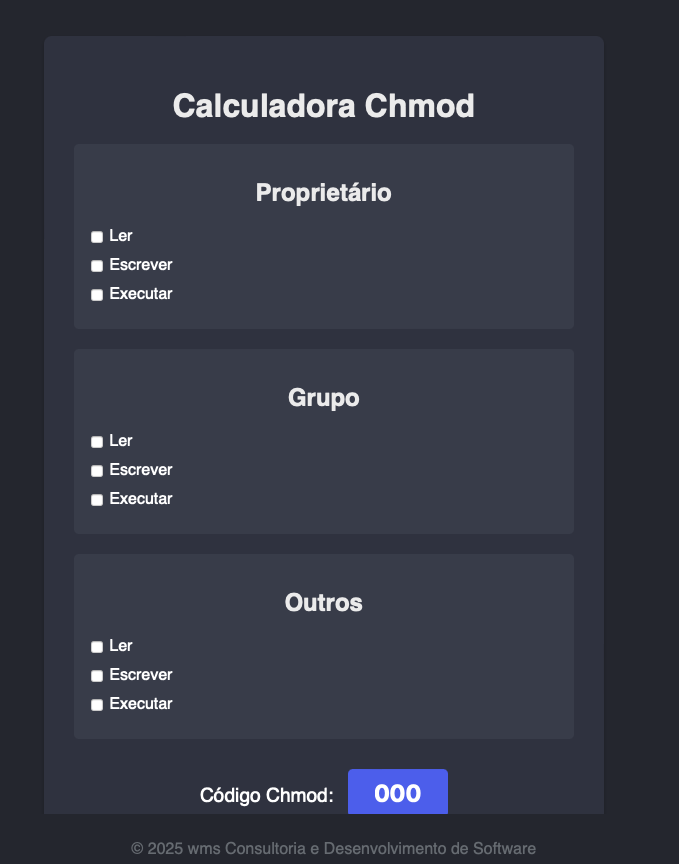 Calculadora Chmod
Proprietário
Ler
Escrever
Executar
Grupo
Ler
Escrever
Executar
Outros
Ler
Escrever
Executar
Código Chmod: 000
© 2025 wms Consultoria e Desenvolvimento de Software